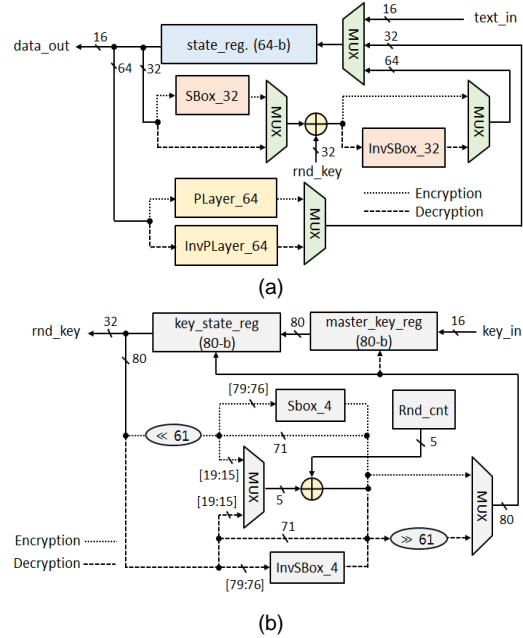 16
text_in
data_out
16
state_reg. (64-b)
MUX
32
64
32
64
SBox_32
MUX
MUX
InvSBox_32
32
rnd_key
PLayer_64
MUX
Encryption
Decryption
InvPLayer_64
(a)
rnd_key
32
key_state_reg
(80-b)
80
master_key_reg
(80-b)
16
key_in
80
[79:76]
Sbox_4
Rnd_cnt
≪ 61
71
5
[19:15]
MUX
[19:15]
5
MUX
80
71
≫ 61
Encryption
Decryption
InvSBox_4
[79:76]
(b)